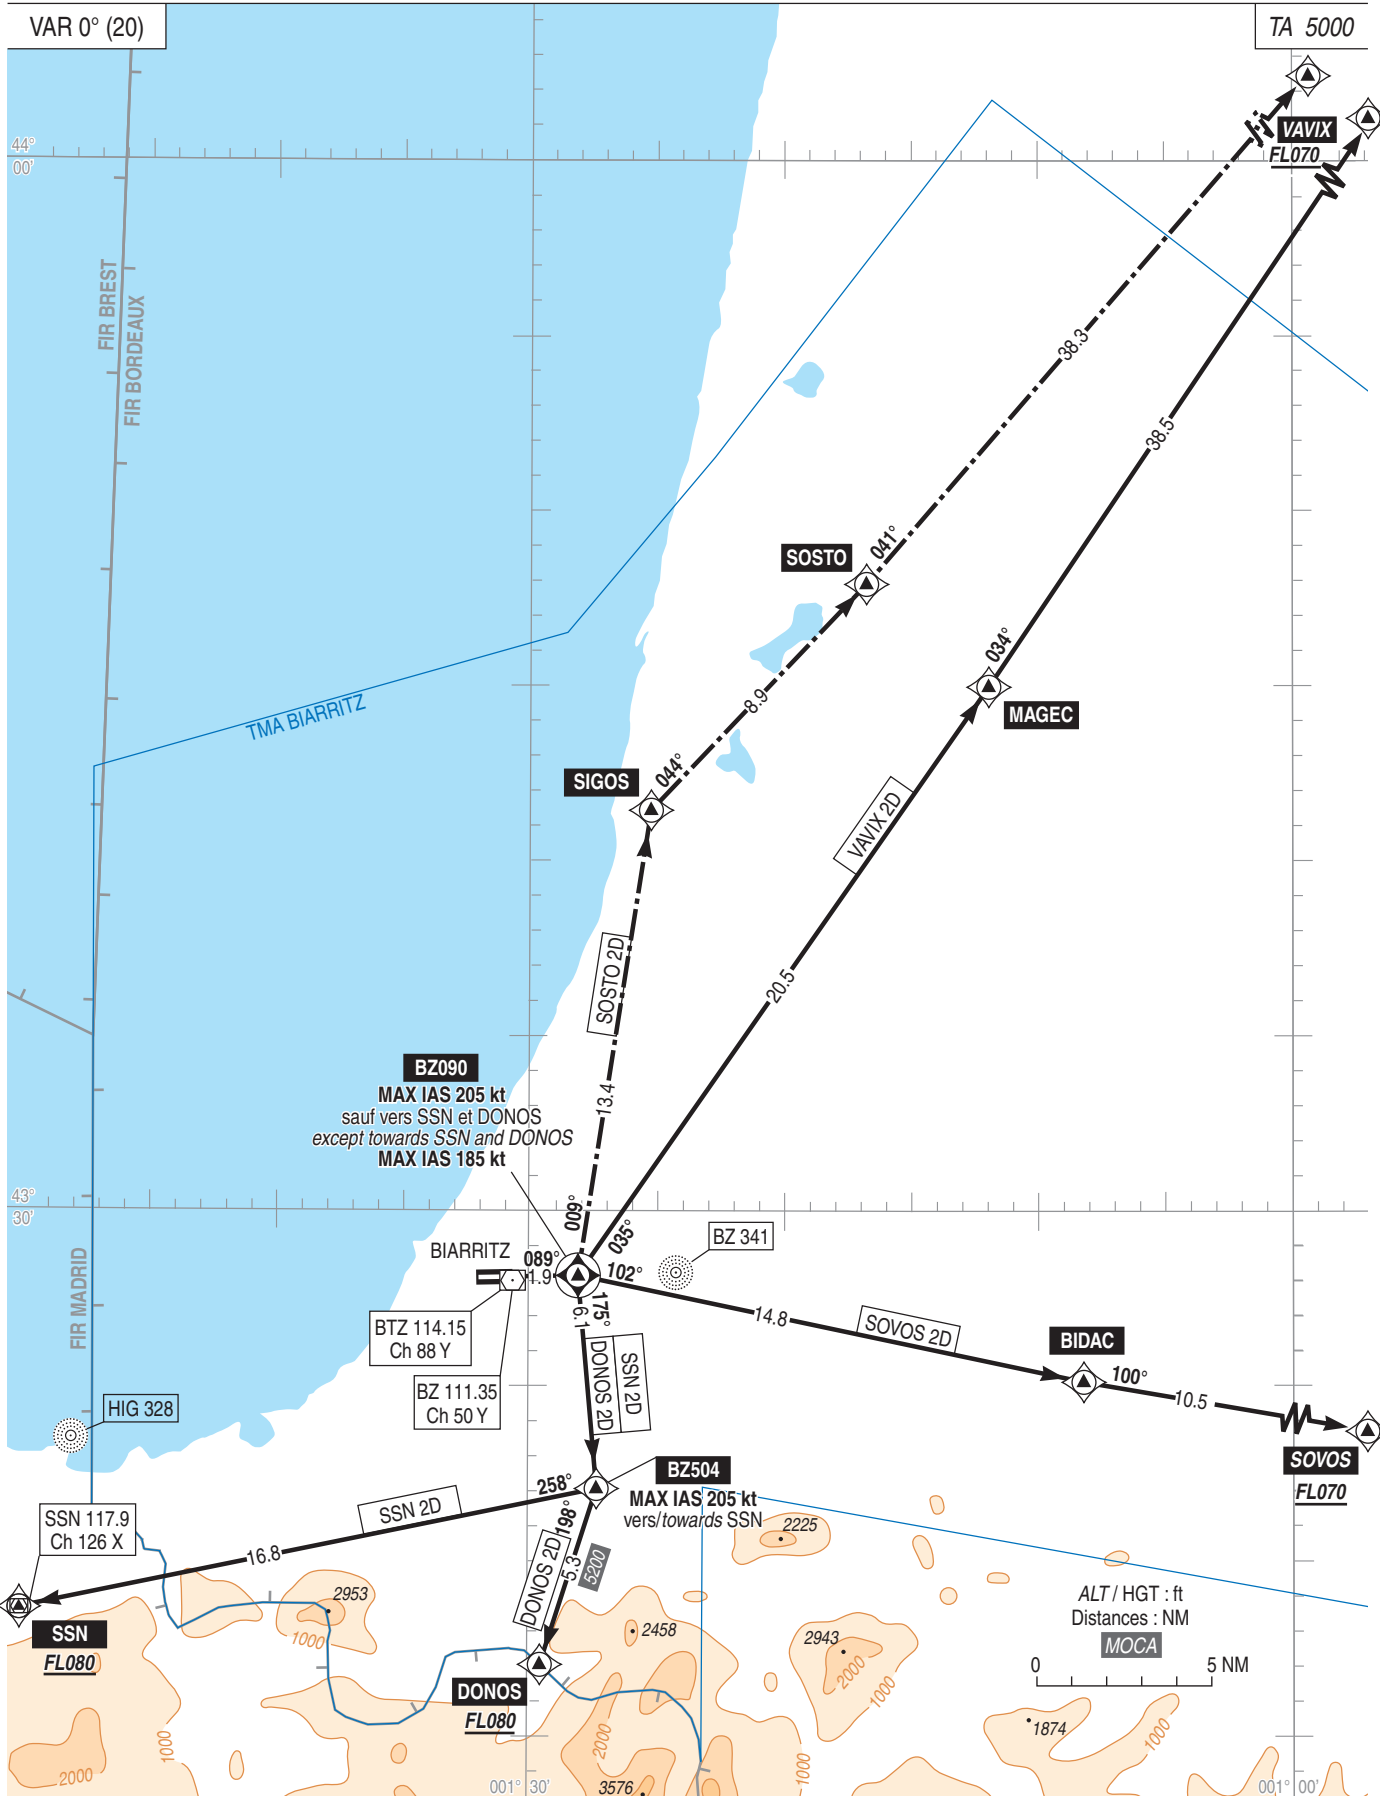 VAR 0° (20)
TA 5000
VAVIX
FL070
44°
00'
FIR BREST
FIR BORDEAUX
38.3
38.5
SOSTO
041°
034°
MAGEC
8.9
TMA BIARRITZ
SIGOS
044°
VAVIX 2D
SOSTO 2D
20.5
BZ090
MAX IAS 205 kt
sauf vers SSN et DONOS
except towards SSN and DONOS
MAX IAS 185 kt
13.4
43°
30'
009°
035°
BZ 341
BIARRITZ
089°
1.9
102°
FIR MADRID
BTZ 114.15
Ch 88 Y
175°
6.1
14.8
SOVOS 2D
BIDAC
100°
10.5
DONOS 2D
SSN 2D
BZ 111.35
Ch 50 Y
HIG 328
SOVOS
FL070
BZ504
MAX IAS 205 kt
vers/towards SSN
258°
SSN 2D
198°
SSN 117.9
Ch 126 X
16.8
DONOS 2D
5.3
5200
2225
2953
1000
2458
2943
2000
1000
ALT / HGT : ft
Distances : NM
MOCA
0
5 NM
SSN
FL080
DONOS
FL080
1874
1000
1000
2000
2000
1000
3576
001° 30'
001° 00'